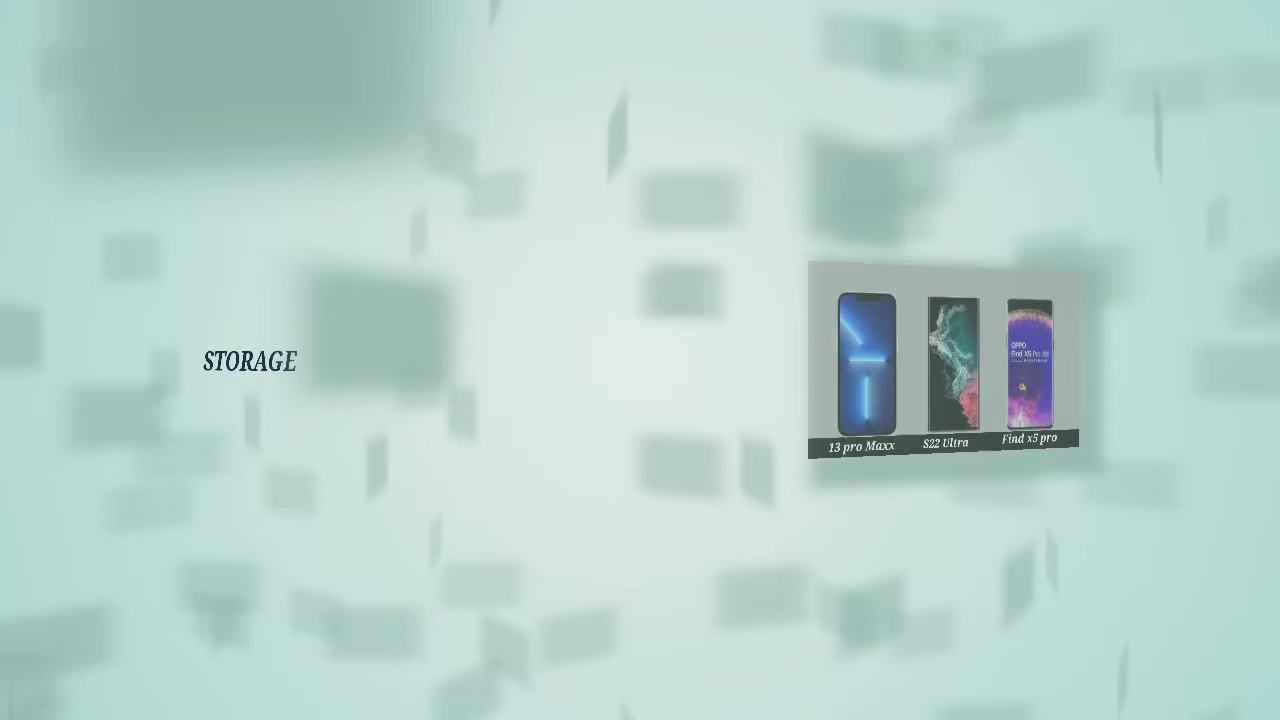 STORAGE
OPPO
Find X5 Pro
13 pro Maxx
S22 Ultra
Find x5 pro